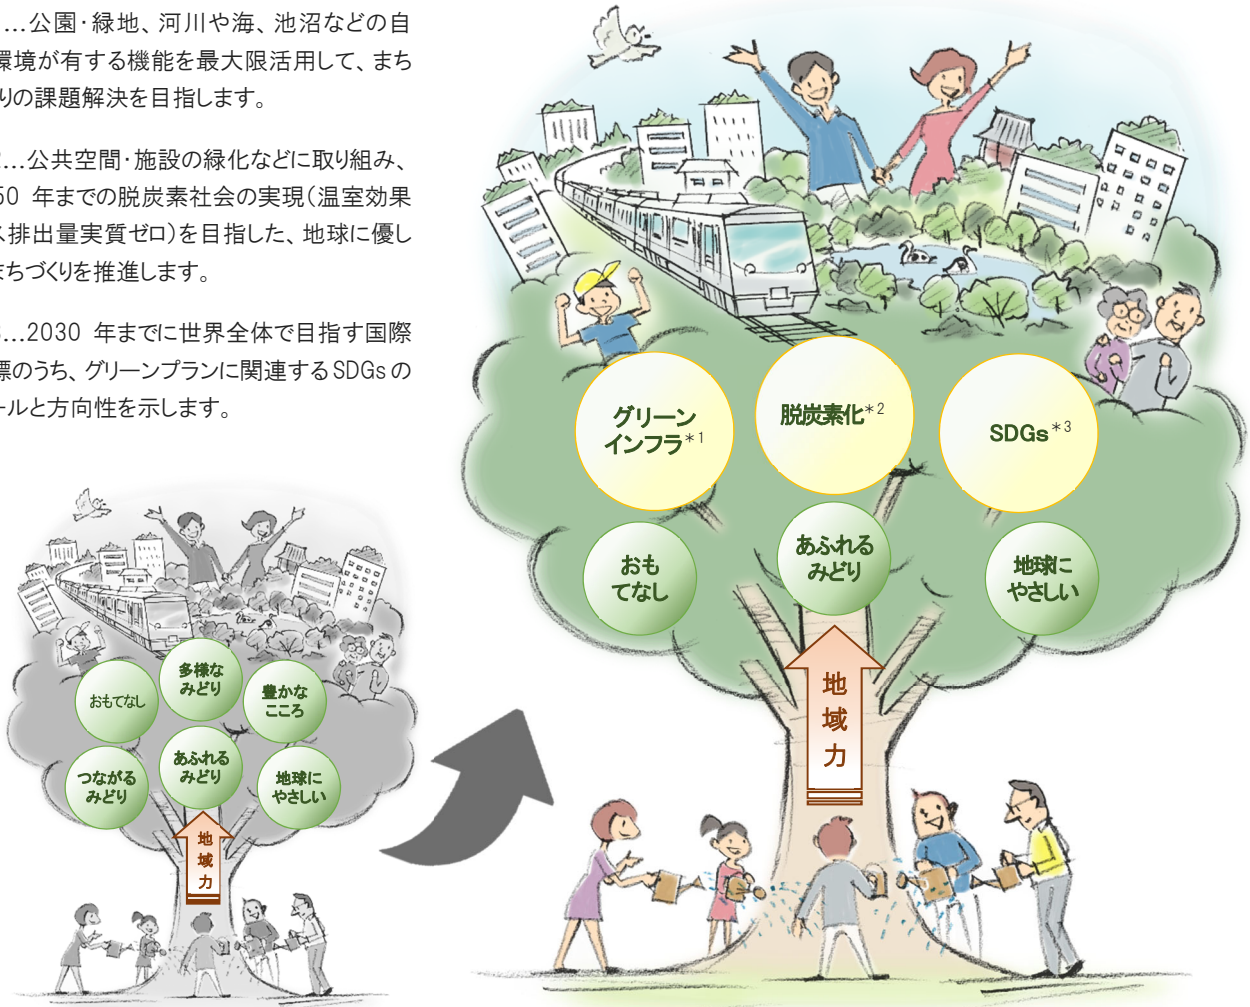 …公園・緑地、河川や海、池沼などの自
環境が有する機能を最大限活用して、まち
りの課題解決を目指します。
…公共空間・施設の緑化などに取り組み、
50 年までの脱炭素社会の実現（温室効果
排出量実質ゼロ）を目指した、地球に優し
まちづくりを推進します。
…2030 年までに世界全体で目指す国際
標のうち、グリーンプランに関連するSDGsの
ールと方向性を示します。
グリーン
インフラ＊1
脱炭素化＊2
SDGs＊3
おも
てなし
あふれる
みどり
地球に
やさしい
地
域
力
おもてなし
多様な
みどり
豊かな
こころ
つながる
みどり
あふれる
みどり
地球に
やさしい
地
域
力